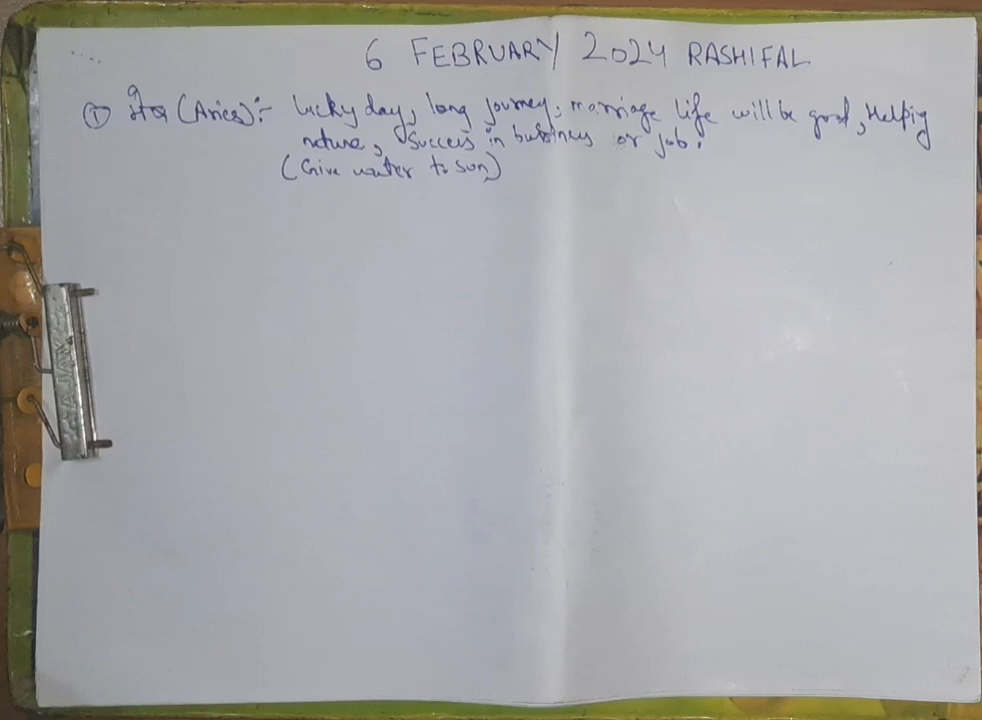 6 FEBRUARY 2024 RASHIFAL
① मेष (Aries):- lucky day, long journey, marriage life will be good, Helping
nature, Success in bussiness or job.
(Give water to sun)